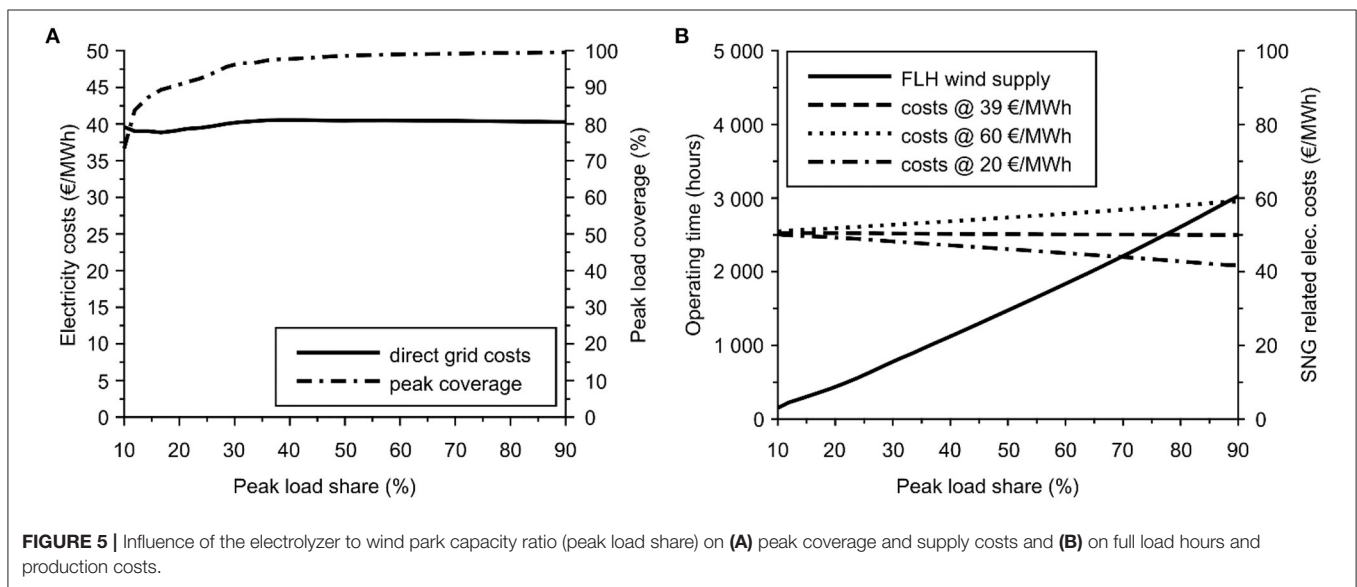 A
50
45
40
35
30
25
20
15
10
5
0
Electricity costs (€/MWh)
100
90
80
70
60
50
40
30
20
10
0
Peak load coverage (%)
direct grid costs
peak coverage
10 20 30 40 50 60 70 80 90
Peak load share (%)
B
5 000
4 000
3 000
2 000
1 000
0
Operating time (hours)
100
80
60
40
20
0
SNG related elec. costs (€/MWh)
FLH wind supply
costs @ 39 €/MWh
costs @ 60 €/MWh
costs @ 20 €/MWh
10 20 30 40 50 60 70 80 90
Peak load share (%)
FIGURE 5 | Influence of the electrolyzer to wind park capacity ratio (peak load share) on (A) peak coverage and supply costs and (B) on full load hours and
production costs.